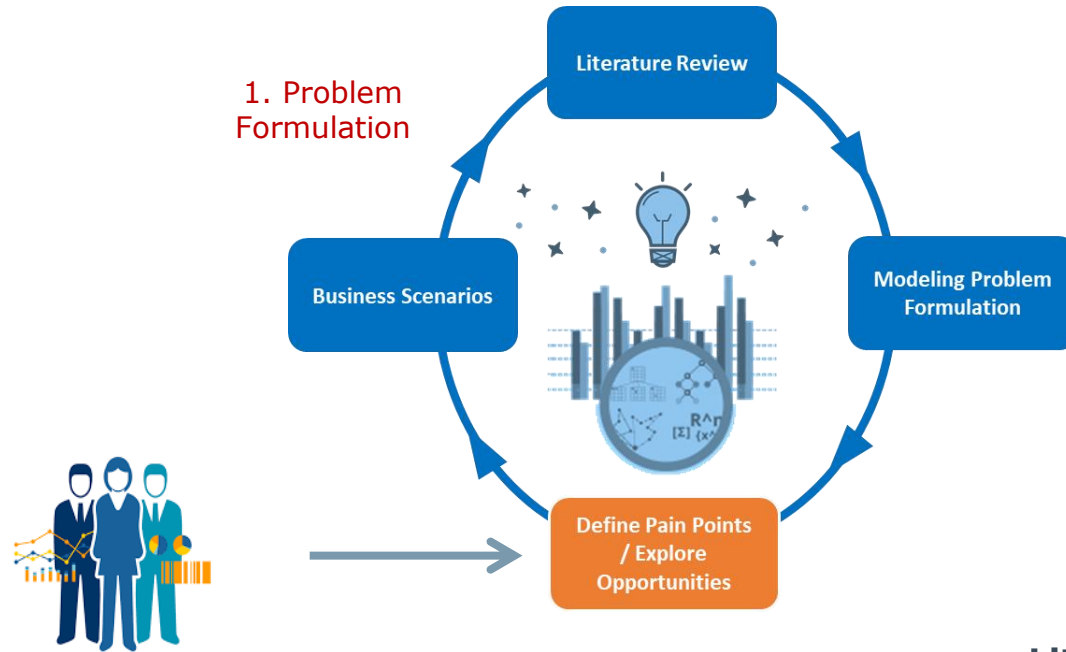 1. Problem
Formulation
Literature Review
Business Scenarios
Modeling Problem
Formulation
R^n
[Σ] {x^
Define Pain Points
/ Explore
Opportunities